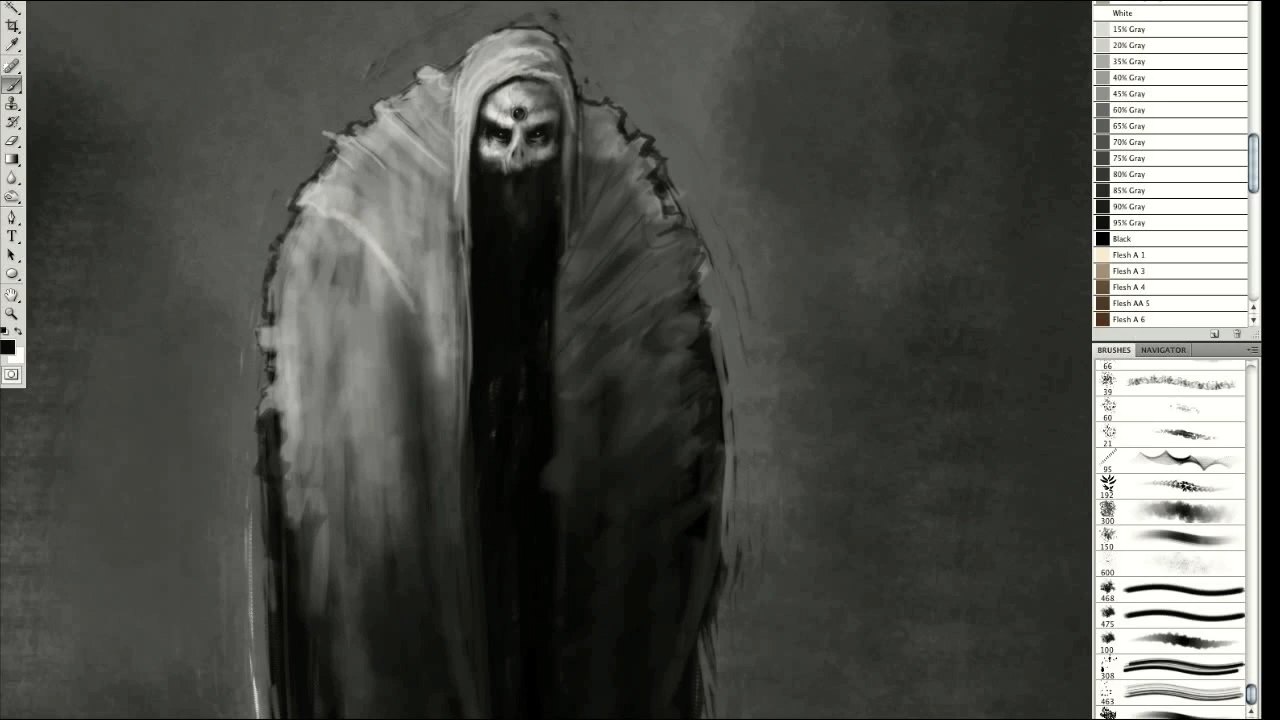 White
15% Gray
20% Gray
35% Gray
40% Gray
45% Gray
60% Gray
65% Gray
70% Gray
75% Gray
80% Gray
85% Gray
90% Gray
95% Gray
Black
Flesh A 1
Flesh A 3
Flesh A 4
Flesh AA 5
Flesh A 6
BRUSHES NAVIGATOR
66
39
60
21
95
192
300
150
600
468
475
100
308
463